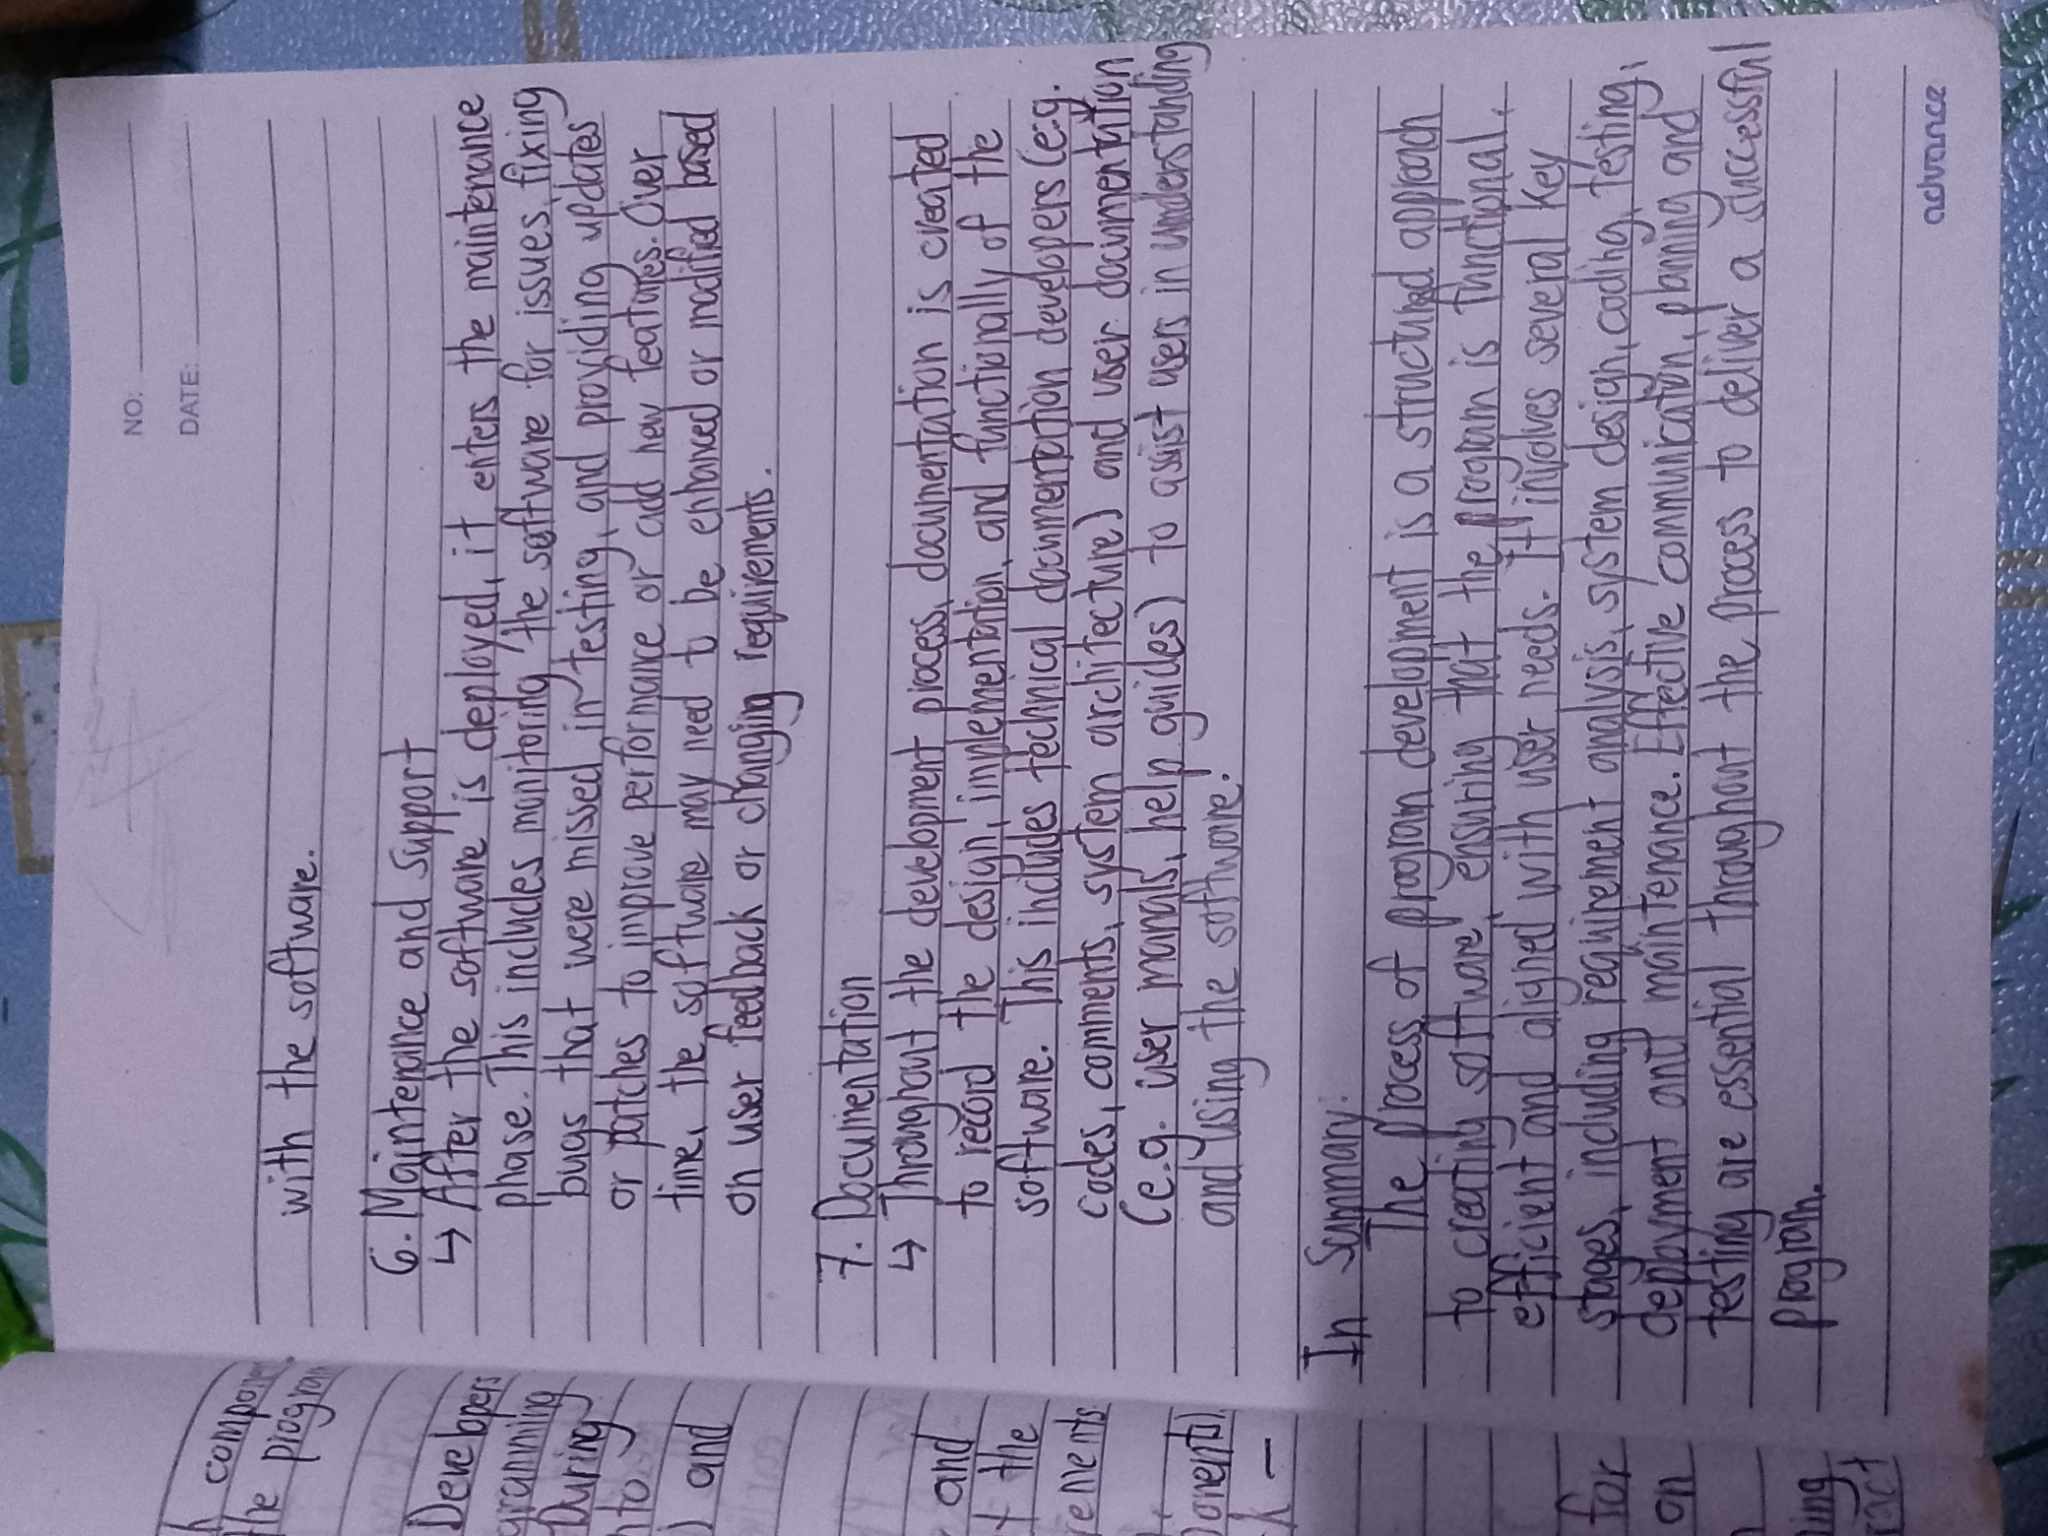 NO:
DATE:
with the software.
6. Maintenance and Support
↳ After the software is deployed, it enters the maintenance
phase. This includes monitoring the software for issues, fixing
bugs that were missed in testing, and providing updates
or patches to improve performance or add new features. Over
time, the software may need to be enhanced or modified based
on user feedback or changing requirements.
7. Documentation
↳ Throughout the development process, documentation is created
to record the design, implementation, and functionally of the
software. This includes technical documentation developers (e.g.
codes, comments, system architecture) and user documentation
(e.g. user manals, help guides) to assist users in understanding
and using the software.
In Summary:
The process of program development is a structured approach
to creating software, ensuring that the program is functional,
efficient and aligned with user needs. It involves several key
stages, including requirement analysis, system design, coding, testing,
deployment and maintenance. Effective communication, planning and
testing are essential throughout the process to deliver a successful
program.
advance
the program
Developers
During
and
and
the
for
on